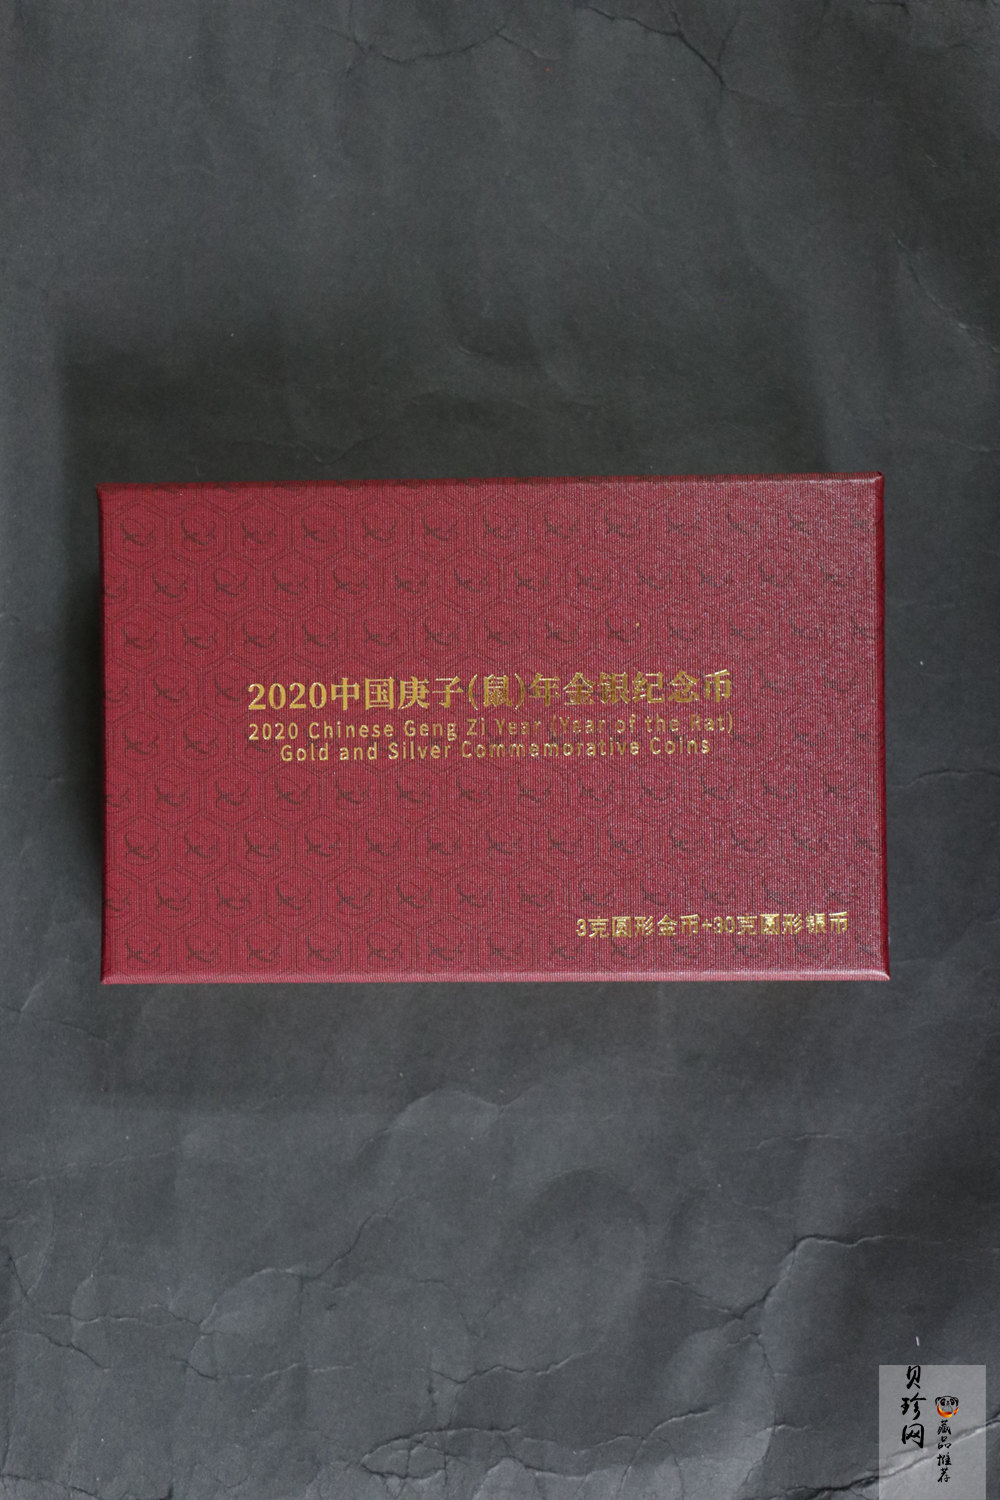 2020中国庚子(鼠)年金银纪念币
2020 Chinese Geng Zi Year (Year of the Rat)
Gold and Silver Commemorative Coins
3克圆形金币+30克圆形银币
贝珍网
藏品推荐